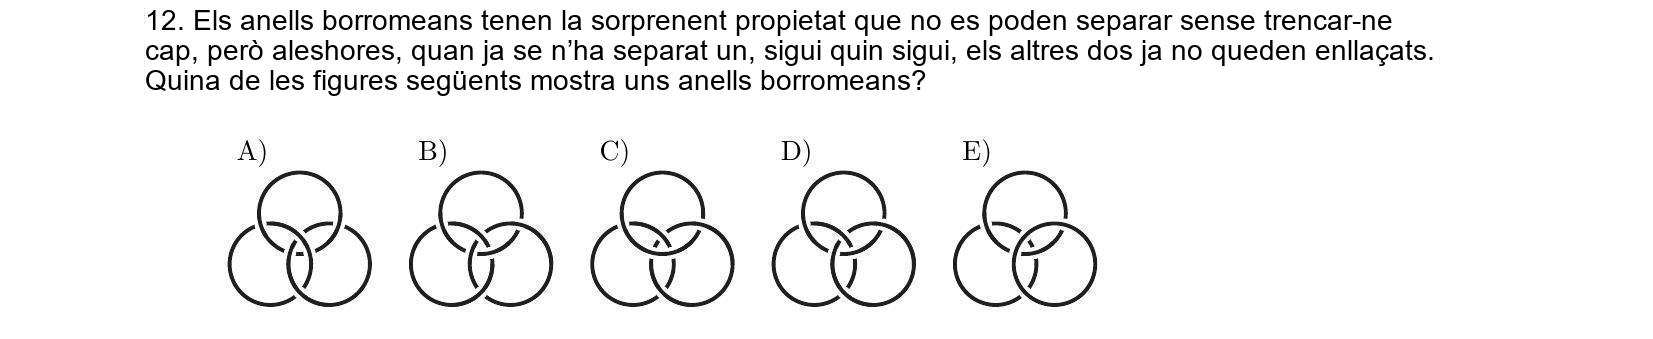 12. Els anells borromeans tenen la sorprenent propietat que no es poden separar sense trencar-ne
cap, però aleshores, quan ja se n’ha separat un, sigui quin sigui, els altres dos ja no queden enllaçats.
Quina de les figures següents mostra uns anells borromeans?
A) B) C) D) E)